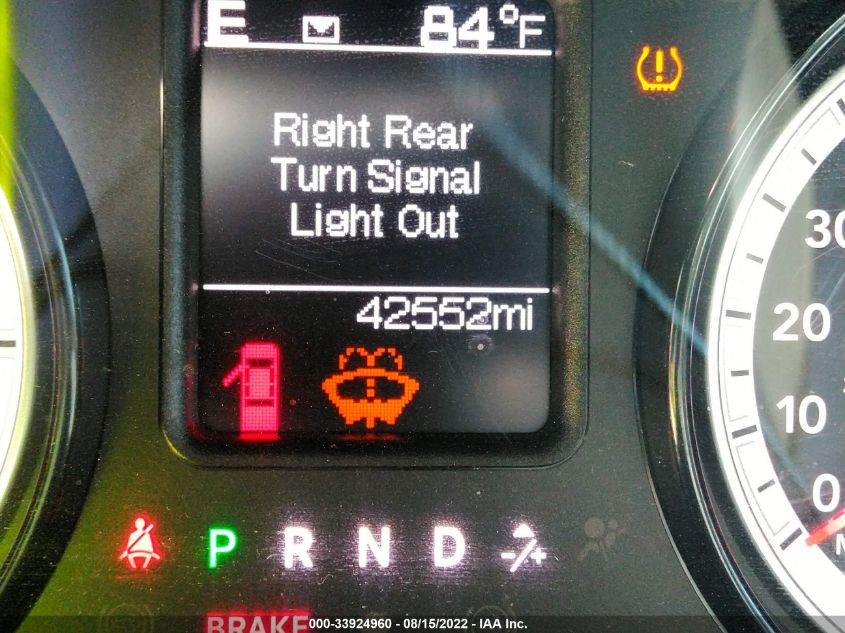 E 84°F
Right Rear
Turn Signal
Light Out
42552mi
30
20
10
0
M
P R N D -/+
BRAKE
000-33924960 - 08/15/2022 - IAA Inc.